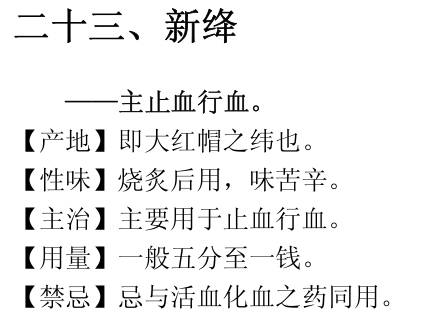 二十三、新绛
——主止血行血。
【产地】即大红帽之纬也。
【性味】烧炙后用，味苦辛。
【主治】主要用于止血行血。
【用量】一般五分至一钱。
【禁忌】忌与活血化血之药同用。